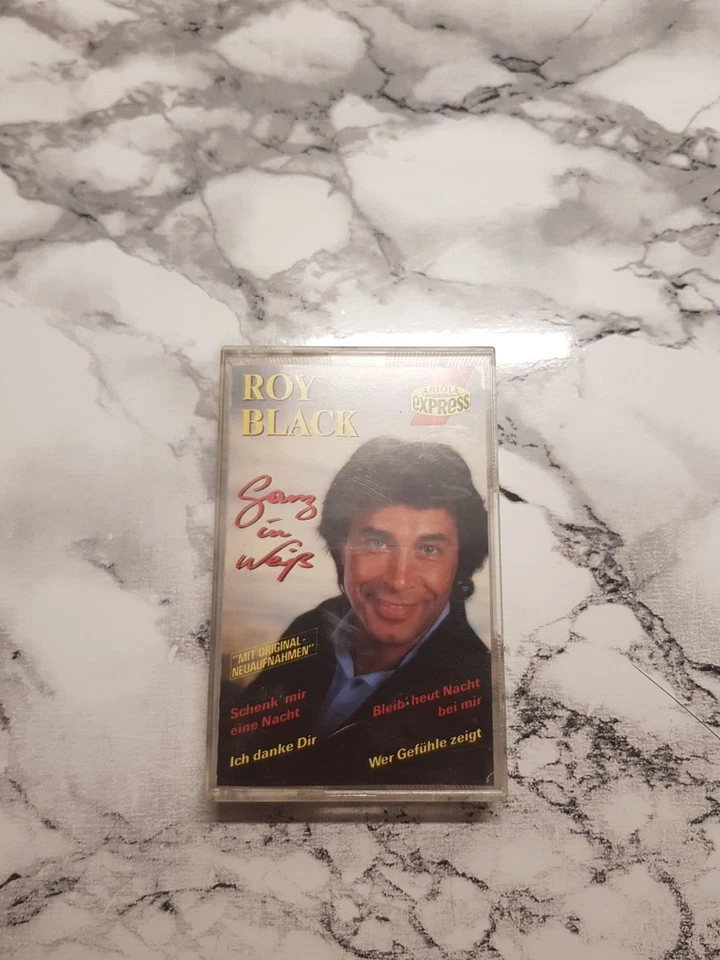 ROY
BLACK
ARIOLA
eXPRESS
Ganz
in
Weiß
"MIT ORIGINAL-
NEUAUFNAHMEN"
Schenk' mir
eine Nacht
Bleib' heut Nacht
bei mir
Ich danke Dir
Wer Gefühle zeigt